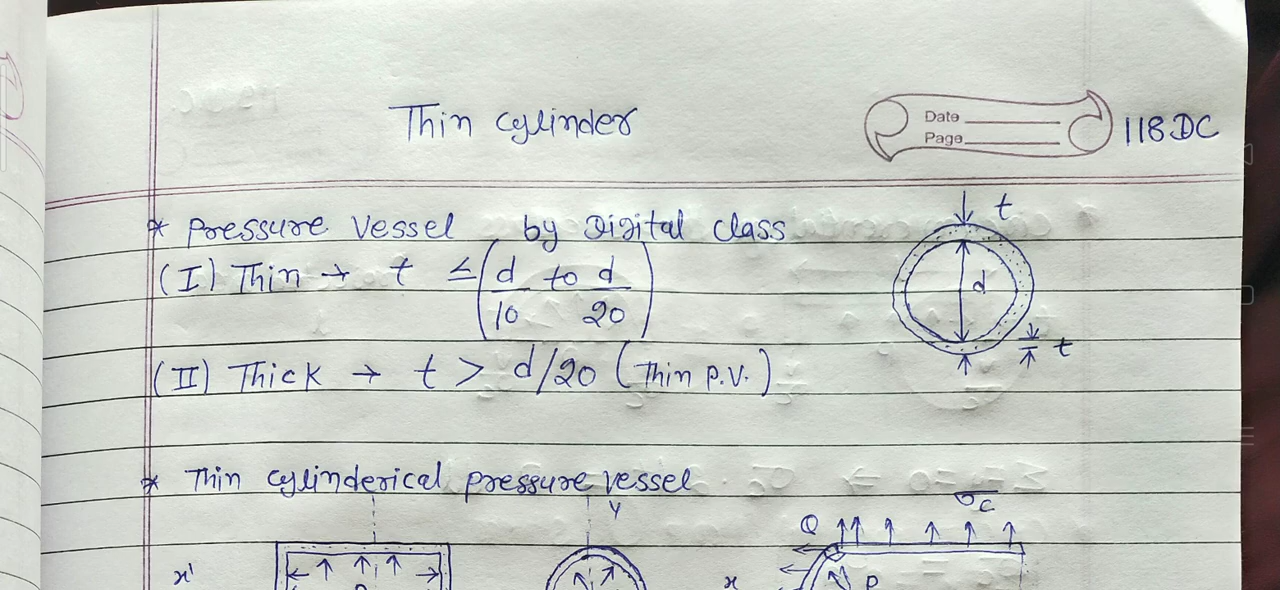 Thin cylinder
Date
Page
118DC
* Pressure Vessel by Digital class
t
(I) Thin → t ≤ (d/10 to d/20)
d
t
(II) Thick → t > d/20 (Thin P.V.)
* Thin cylinderical pressure vessel
y
σc
Q
x'
P
x
P